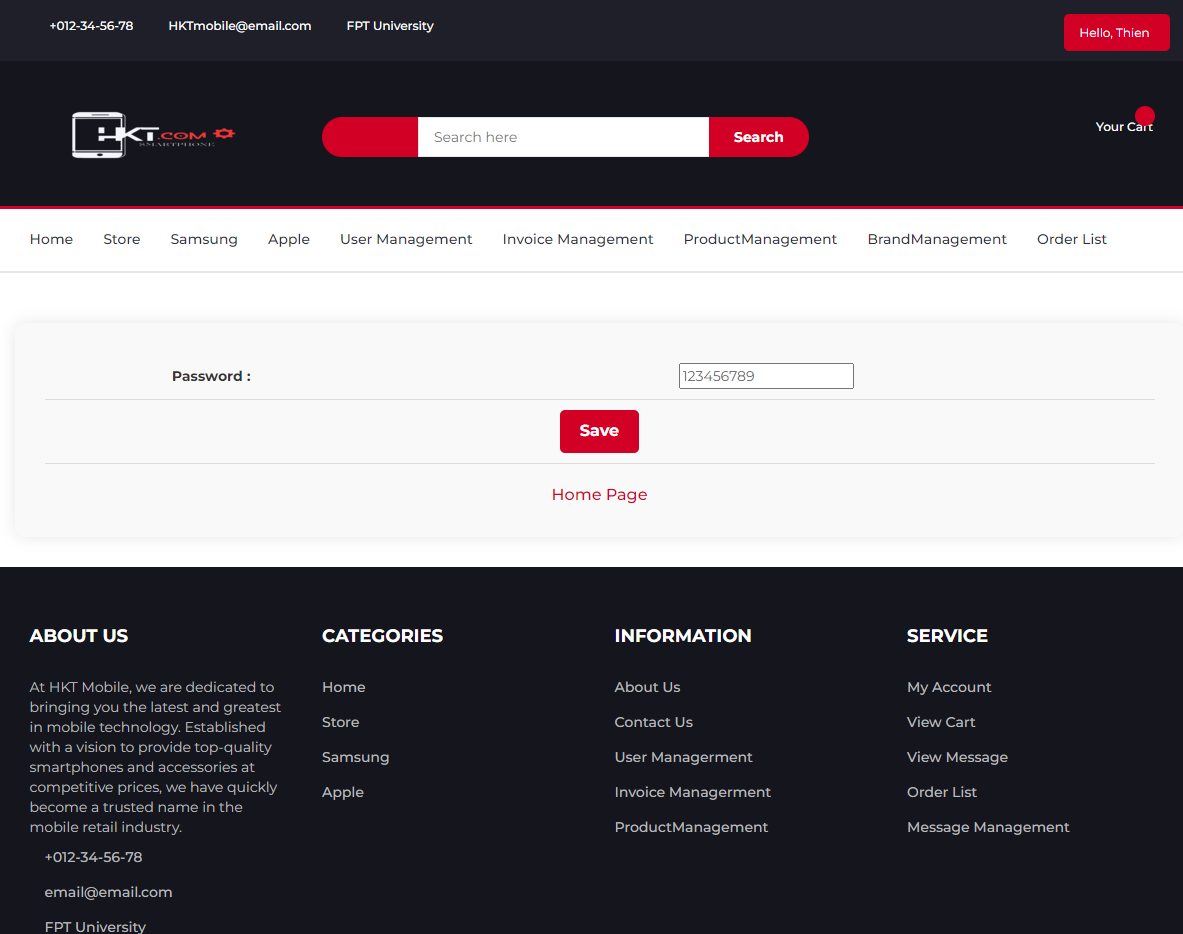 +012-34-56-78 HKTmobile@email.com FPT University Hello, Thien
HKT.COM
SMARTPHONE
Search here Search Your Cart
Home Store Samsung Apple User Management Invoice Management ProductManagement BrandManagement Order List
Password : 123456789
Save
Home Page
ABOUT US
At HKT Mobile, we are dedicated to
bringing you the latest and greatest
in mobile technology. Established
with a vision to provide top-quality
smartphones and accessories at
competitive prices, we have quickly
become a trusted name in the
mobile retail industry.
+012-34-56-78
email@email.com
FPT University
CATEGORIES
Home
Store
Samsung
Apple
INFORMATION
About Us
Contact Us
User Managerment
Invoice Managerment
ProductManagement
SERVICE
My Account
View Cart
View Message
Order List
Message Management